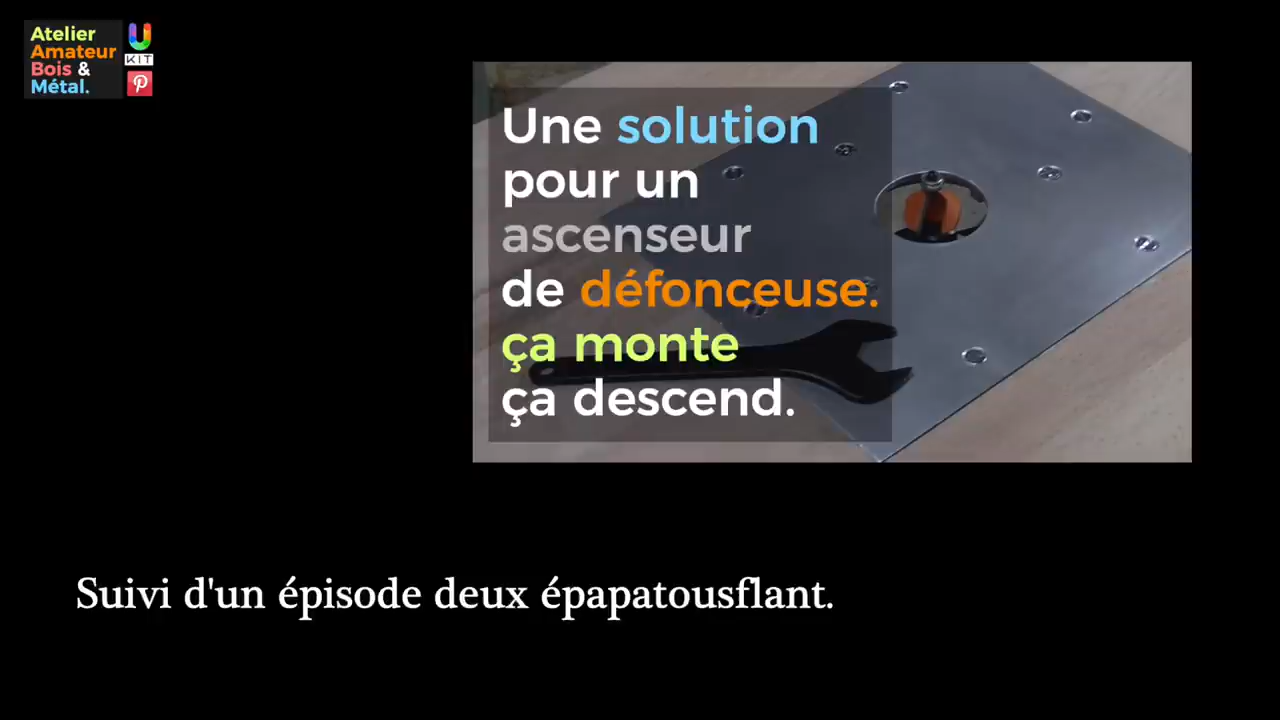 Atelier
Amateur
Bois &
Métal.
U
KIT
Une solution
pour un
ascenseur
de défonceuse.
ça monte
ça descend.
Suivi d'un épisode deux épapatousflant.